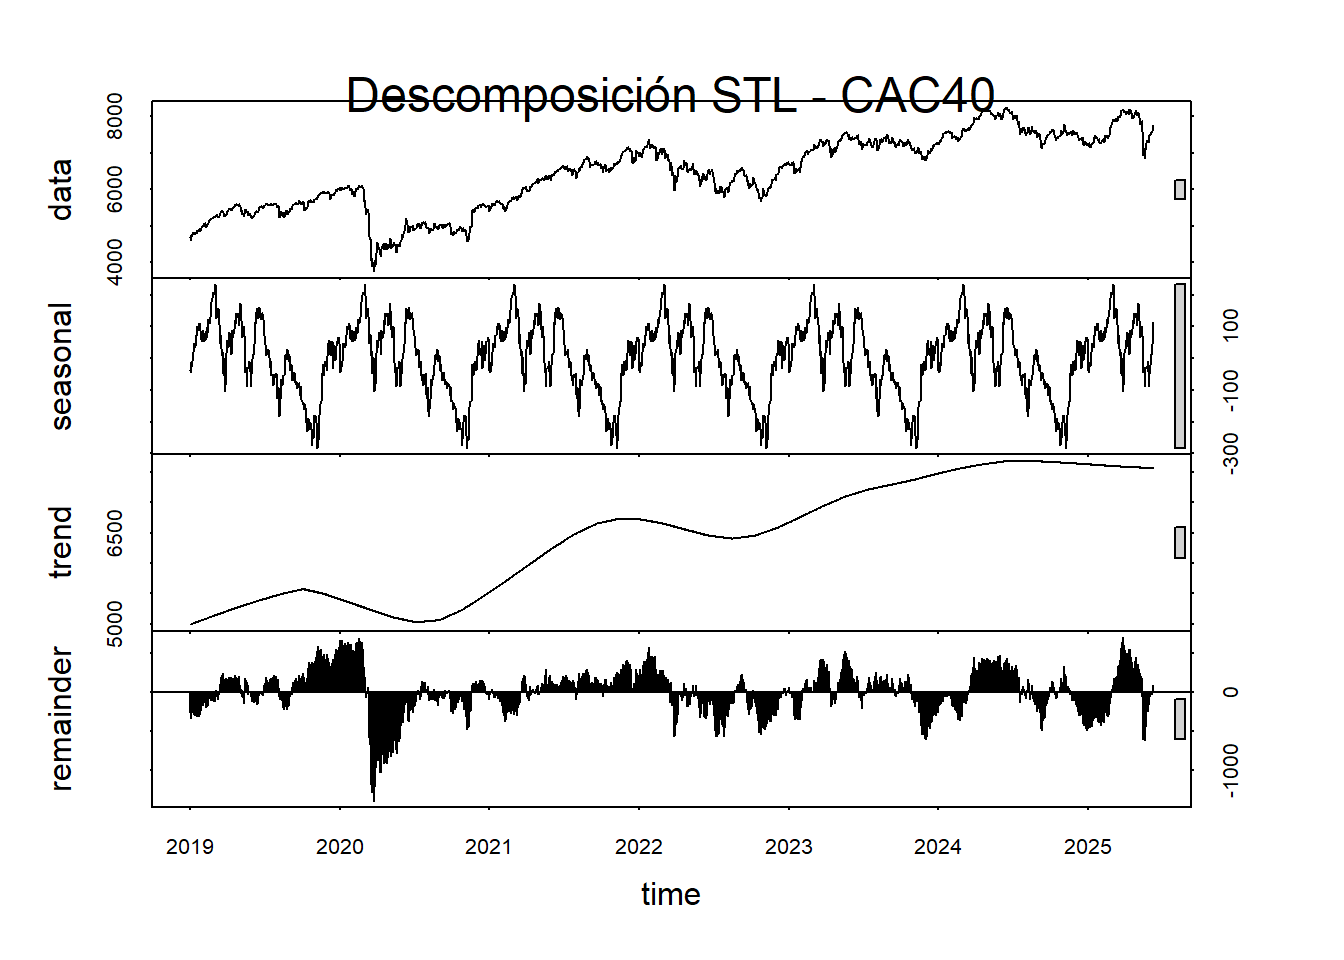 Descomposición STL - CAC40
data
4000 6000 8000
seasonal
-300 -100 100
trend
5000 6500
remainder
-1000 0
2019 2020 2021 2022 2023 2024 2025
time